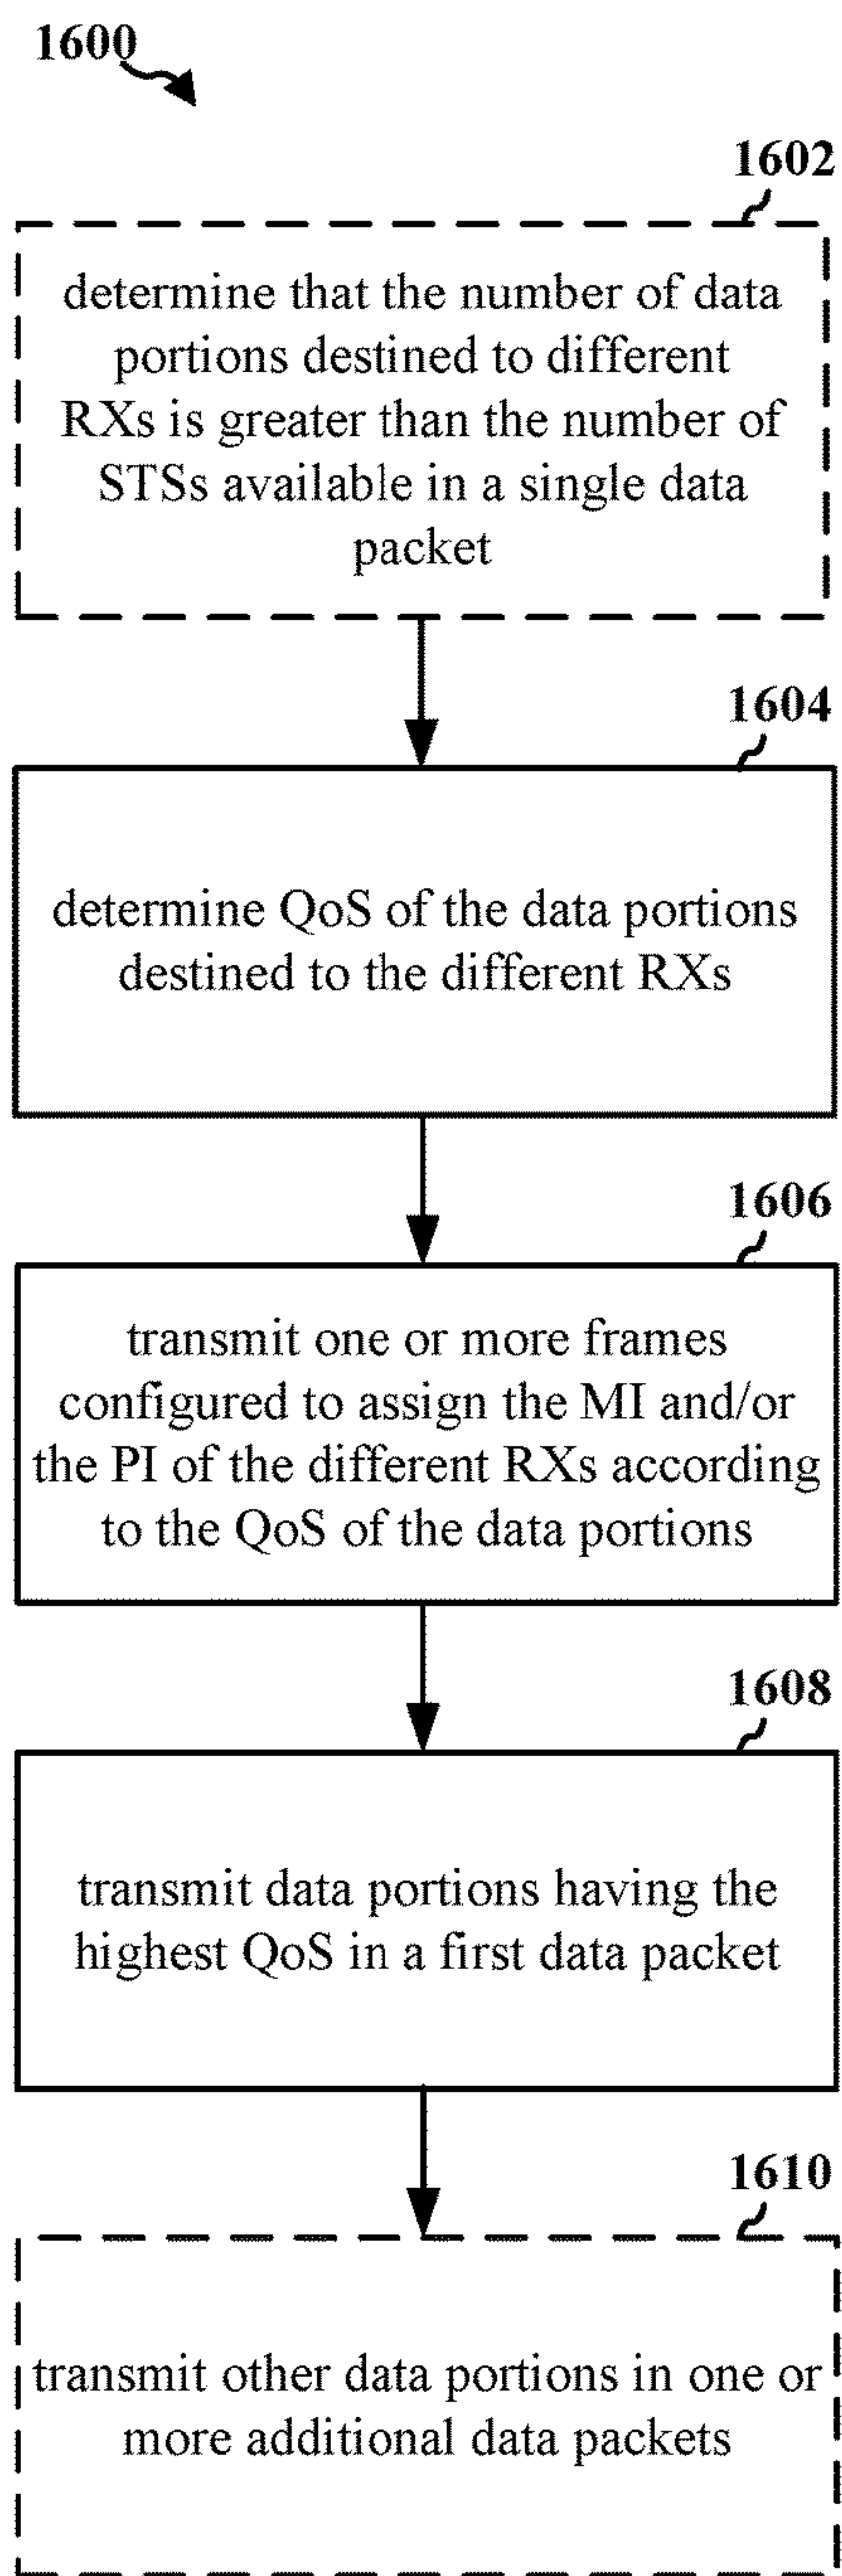 1600
1602
determine that the number of data
portions destined to different
RXs is greater than the number of
STSs available in a single data
packet
1604
determine QoS of the data portions
destined to the different RXs
1606
transmit one or more frames
configured to assign the MI and/or
the PI of the different RXs according
to the QoS of the data portions
1608
transmit data portions having the
highest QoS in a first data packet
1610
transmit other data portions in one or
more additional data packets